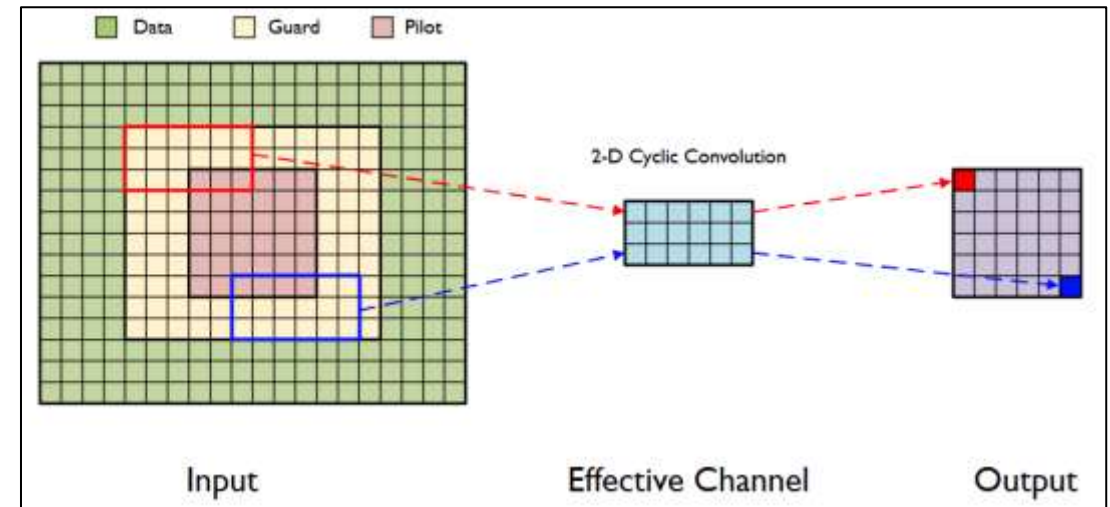 Data Guard Pilot
2-D Cyclic Convolution
Input Effective Channel Output